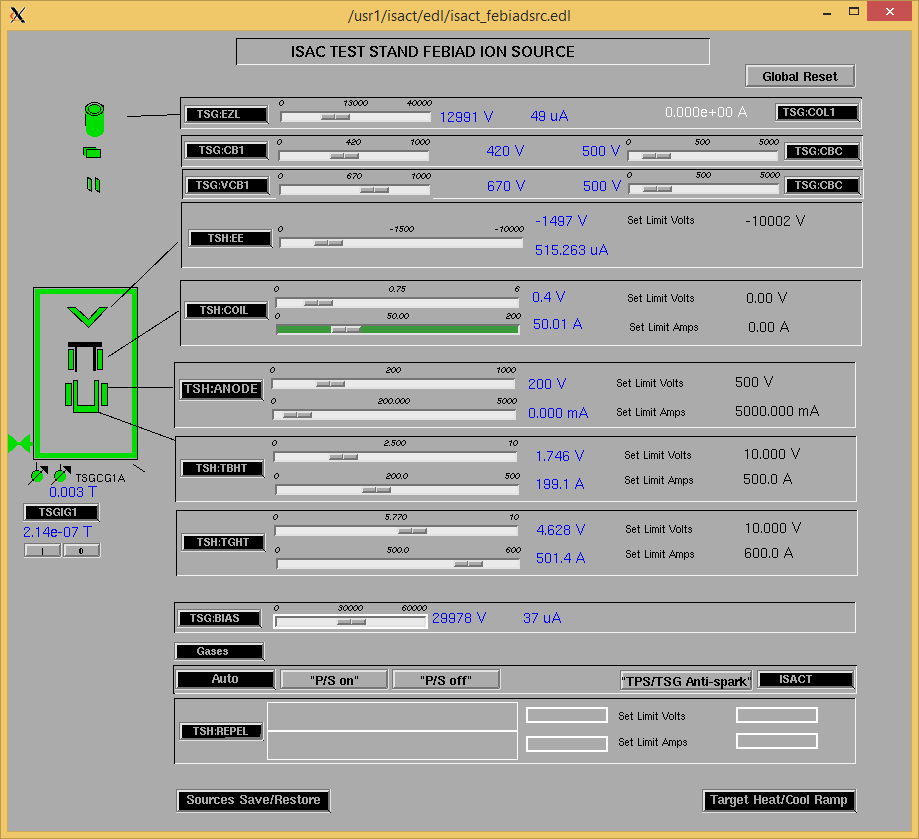 /usr1/isact/edl/isact_febiadsrc.edl
ISAC TEST STAND FEBIAD ION SOURCE
Global Reset
0 13000 40000
TSG:EZL 12991 V 49 uA 0.000e+00 A TSG:COL1
0 420 1000 0 500 5000
TSG:CB1 420 V 500 V TSG:CBC
0 670 1000 0 500 5000
TSG:VCB1 670 V 500 V TSG:CBC
-1497 V Set Limit Volts -10002 V
0 -1500 -10000
TSH:EE
515.263 uA
0 0.75 6
0.4 V Set Limit Volts 0.00 V
TSH:COIL
0 50.00 200
50.01 A Set Limit Amps 0.00 A
0 200 1000
200 V Set Limit Volts 500 V
TSH:ANODE
0 200.000 5000
0.000 mA Set Limit Amps 5000.000 mA
0 2.500 10
1.746 V Set Limit Volts 10.000 V
TSH:TBHT
0 200.0 500
199.1 A Set Limit Amps 500.0 A
TSGCG1A
0.003 T
TSGIG1
2.14e-07 T
I 0
0 5.770 10
4.628 V Set Limit Volts 10.000 V
TSH:TGHT
0 500.0 600
501.4 A Set Limit Amps 600.0 A
0 30000 60000
TSG:BIAS 29978 V 37 uA
Gases
Auto "P/S on" "P/S off" "TPS/TSG Anti-spark" ISACT
Set Limit Volts
TSH:REPEL
Set Limit Amps
Sources Save/Restore Target Heat/Cool Ramp